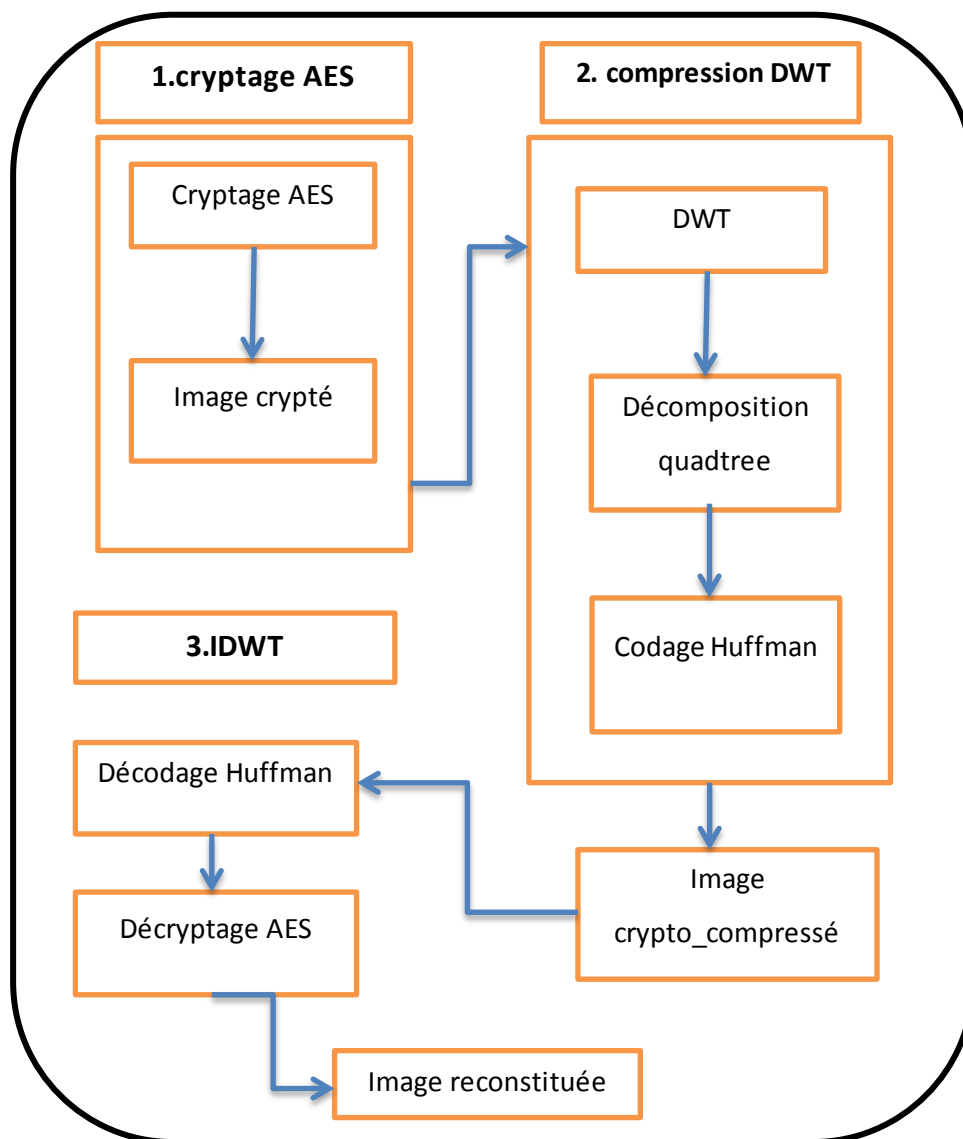 1.cryptage AES
Cryptage AES
Image crypté
2. compression DWT
DWT
Décomposition
quadtree
Codage Huffman
Image
crypto_compressé
3.IDWT
Décodage Huffman
Décryptage AES
Image reconstituée